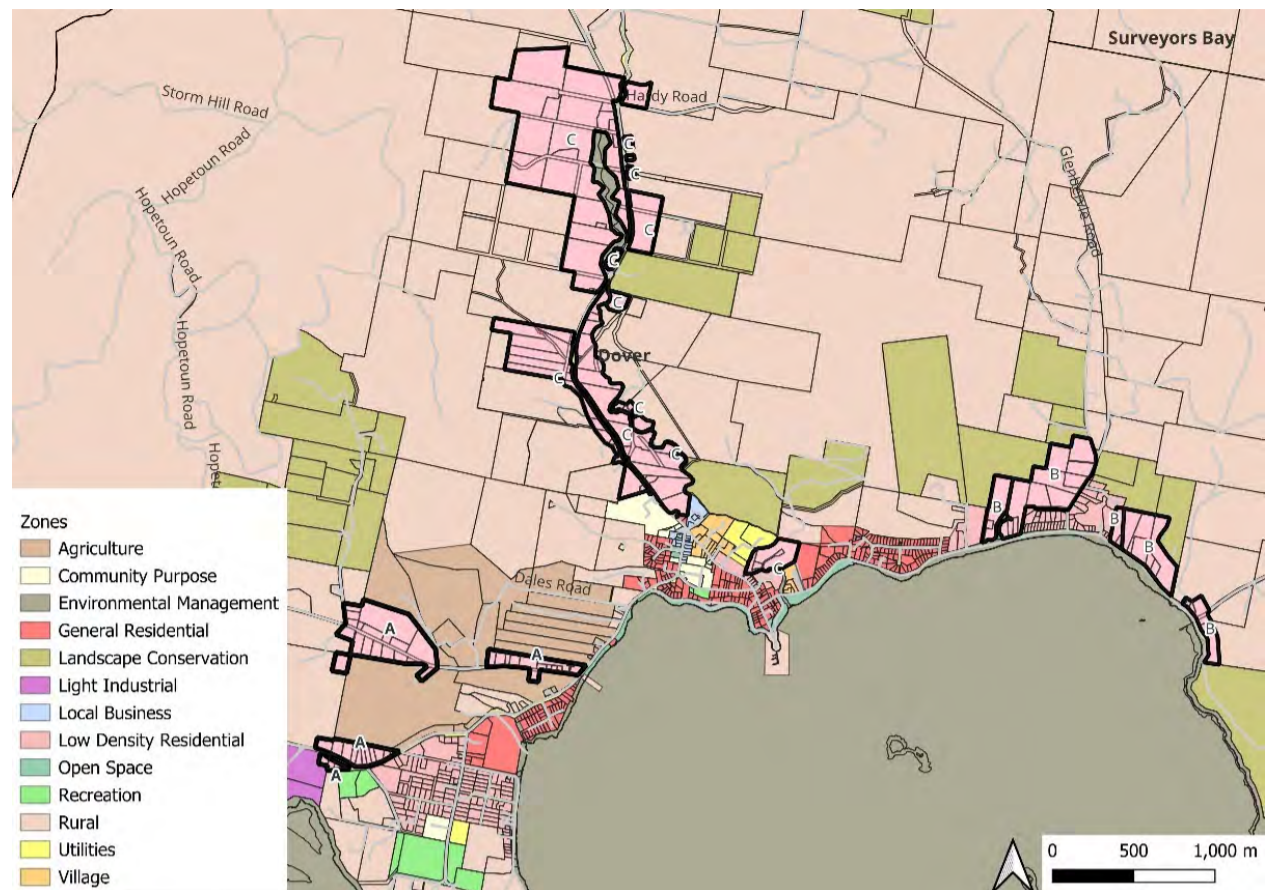 Surveyors Bay
Storm Hill Road
Hardy Road
Hopetoun Road
C
C
C
Glenbervie Road
Hopetoun Road
C
C
C
Hopetoun Road
Dover
C
C
C
C
B
B
B
B
C
B
Dales Road
A
A
A
A
Zones
Agriculture
Community Purpose
Environmental Management
General Residential
Landscape Conservation
Light Industrial
Local Business
Low Density Residential
Open Space
Recreation
Rural
Utilities
Village
0 500 1,000 m